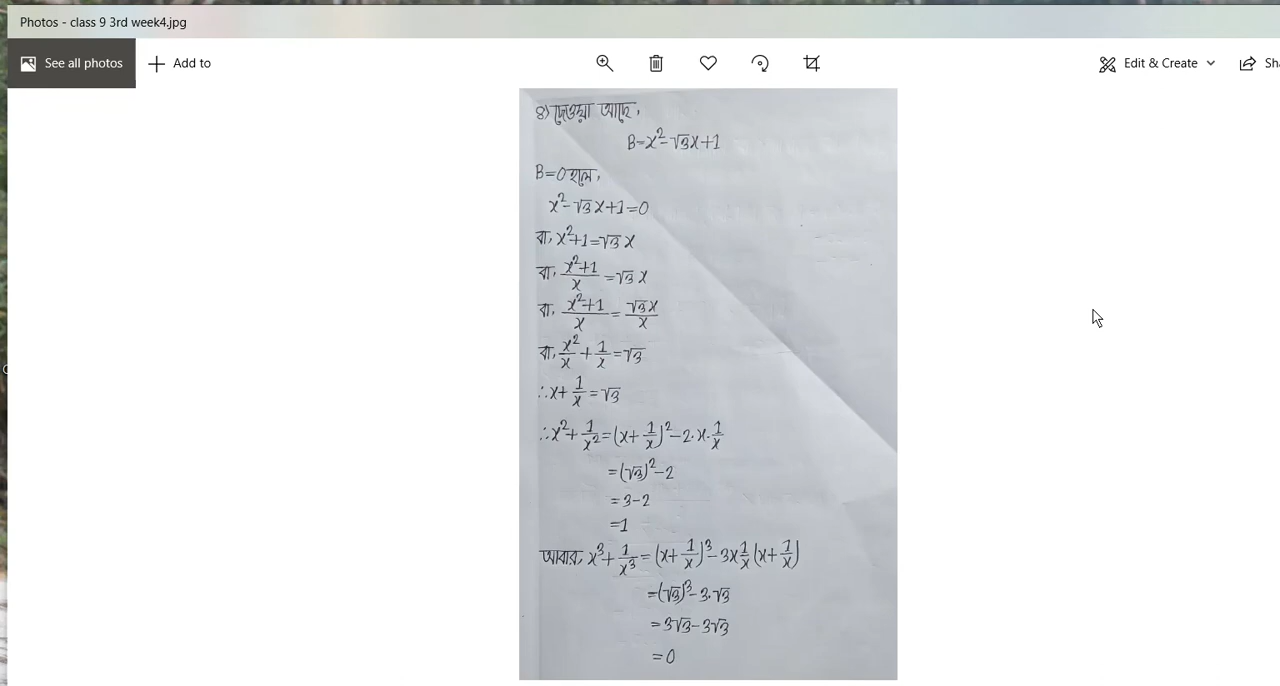 Photos - class 9 3rd week4.jpg
See all photos
Add to
Edit & Create
Sh
৪) দেওয়া আছে,
B=x²-√3x+1
B=0 হলে,
x²-√3x+1=0
বা, x²+1=√3x
বা, (x²+1)/x=√3x
বা, (x²+1)/x=√3x/x
বা, x²/x+1/x=√3
∴x+1/x=√3
∴x²+1/x²=(x+1/x)²-2·x·1/x
=(√3)²-2
=3-2
=1
আবার, x³+1/x³=(x+1/x)³-3x1/x(x+1/x)
=(√3)³-3·√3
=3√3-3√3
=0